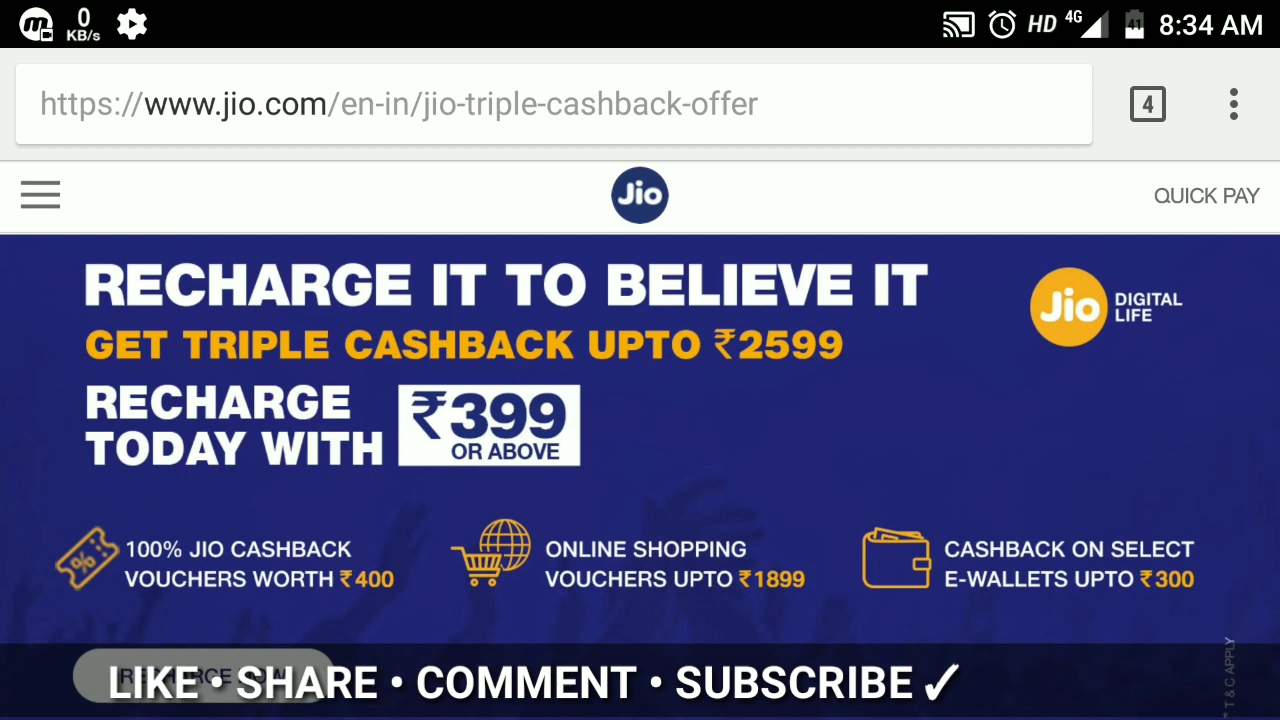 m 0 KB/s HD 4G 41 8:34 AM
https://www.jio.com/en-in/jio-triple-cashback-offer 4
Jio QUICK PAY
RECHARGE IT TO BELIEVE IT
GET TRIPLE CASHBACK UPTO ₹2599
Jio DIGITAL
LIFE
RECHARGE
TODAY WITH
₹399
OR ABOVE
100% JIO CASHBACK
VOUCHERS WORTH ₹400
ONLINE SHOPPING
VOUCHERS UPTO ₹1899
CASHBACK ON SELECT
E-WALLETS UPTO ₹300
LIKE • SHARE • COMMENT • SUBSCRIBE ✓
* T & C APPLY